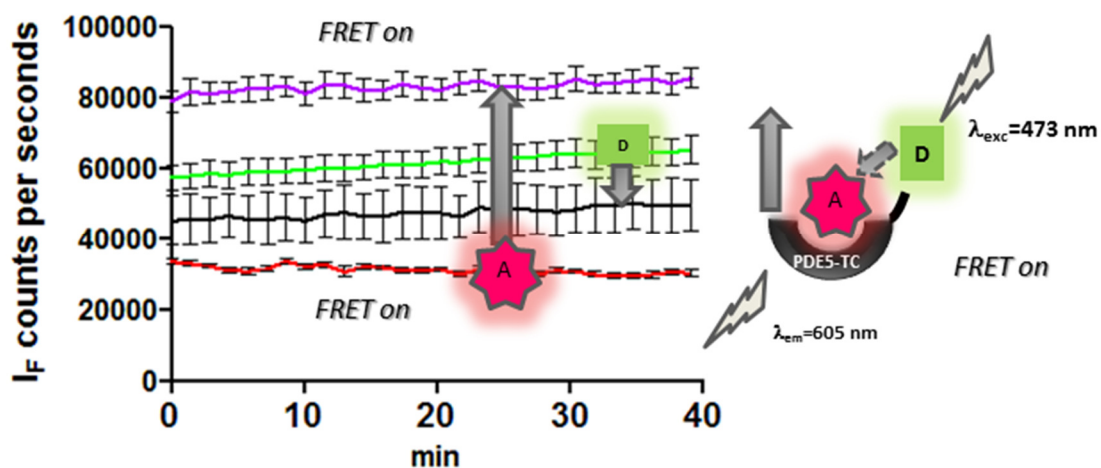 I_F counts per seconds
100000
80000
60000
40000
20000
0
0 10 20 30 40
min
FRET on
FRET on
D
A
λexc=473 nm
D
A
PDE5-TC
FRET on
λem=605 nm